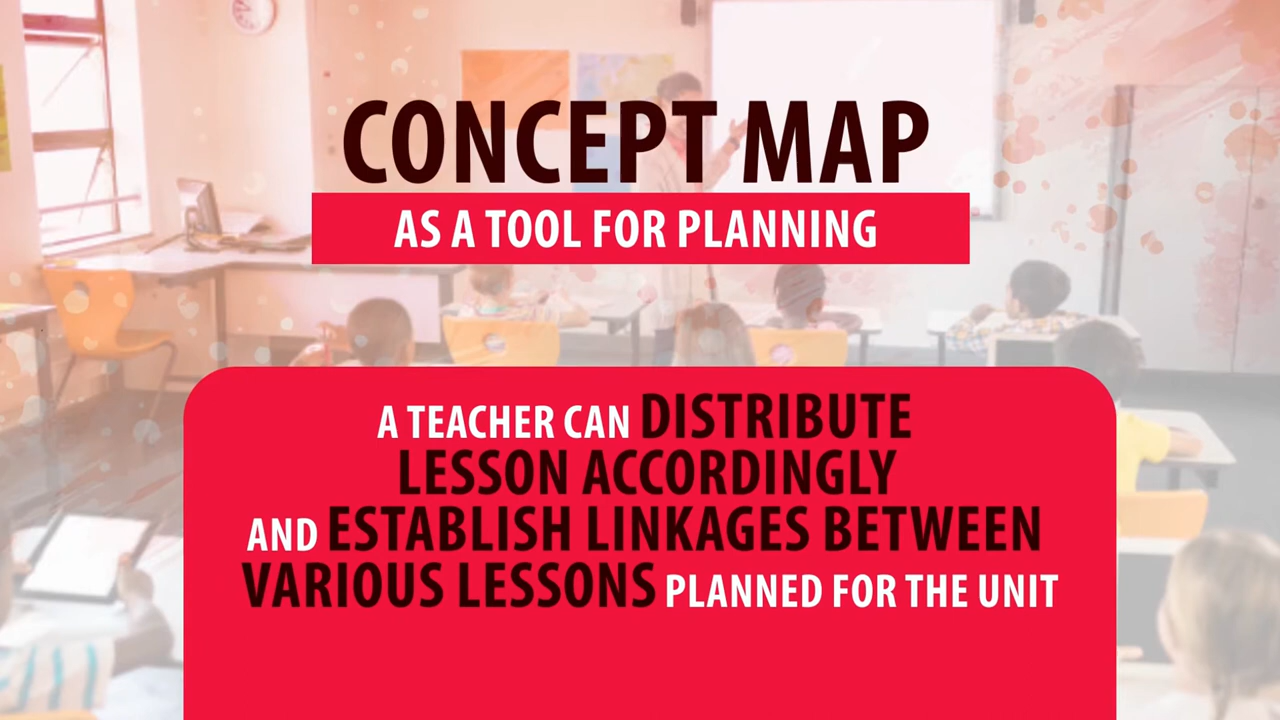 CONCEPT MAP
AS A TOOL FOR PLANNING
A TEACHER CAN DISTRIBUTE
LESSON ACCORDINGLY
AND ESTABLISH LINKAGES BETWEEN
VARIOUS LESSONS PLANNED FOR THE UNIT